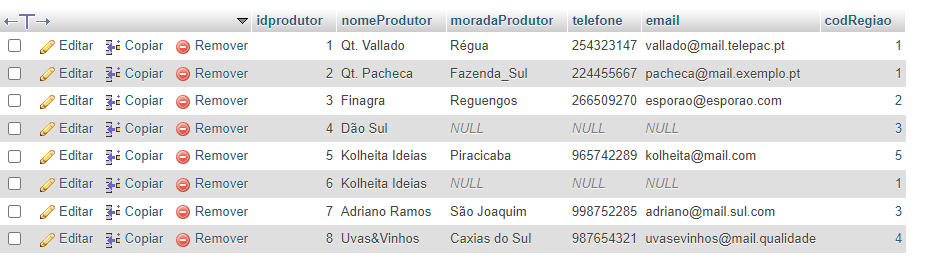 idprodutor nomeProdutor moradaProdutor telefone email codRegiao
Editar Copiar Remover 1 Qt. Vallado Régua 254323147 vallado@mail.telepac.pt 1
Editar Copiar Remover 2 Qt. Pacheca Fazenda_Sul 224455667 pacheca@mail.exemplo.pt 1
Editar Copiar Remover 3 Finagra Reguengos 266509270 esporao@esporao.com 2
Editar Copiar Remover 4 Dão Sul NULL NULL NULL 3
Editar Copiar Remover 5 Kolheita Ideias Piracicaba 965742289 kolheita@mail.com 5
Editar Copiar Remover 6 Kolheita Ideias NULL NULL NULL 1
Editar Copiar Remover 7 Adriano Ramos São Joaquim 998752285 adriano@mail.sul.com 3
Editar Copiar Remover 8 Uvas&Vinhos Caxias do Sul 987654321 uvasevinhos@mail.qualidade 4